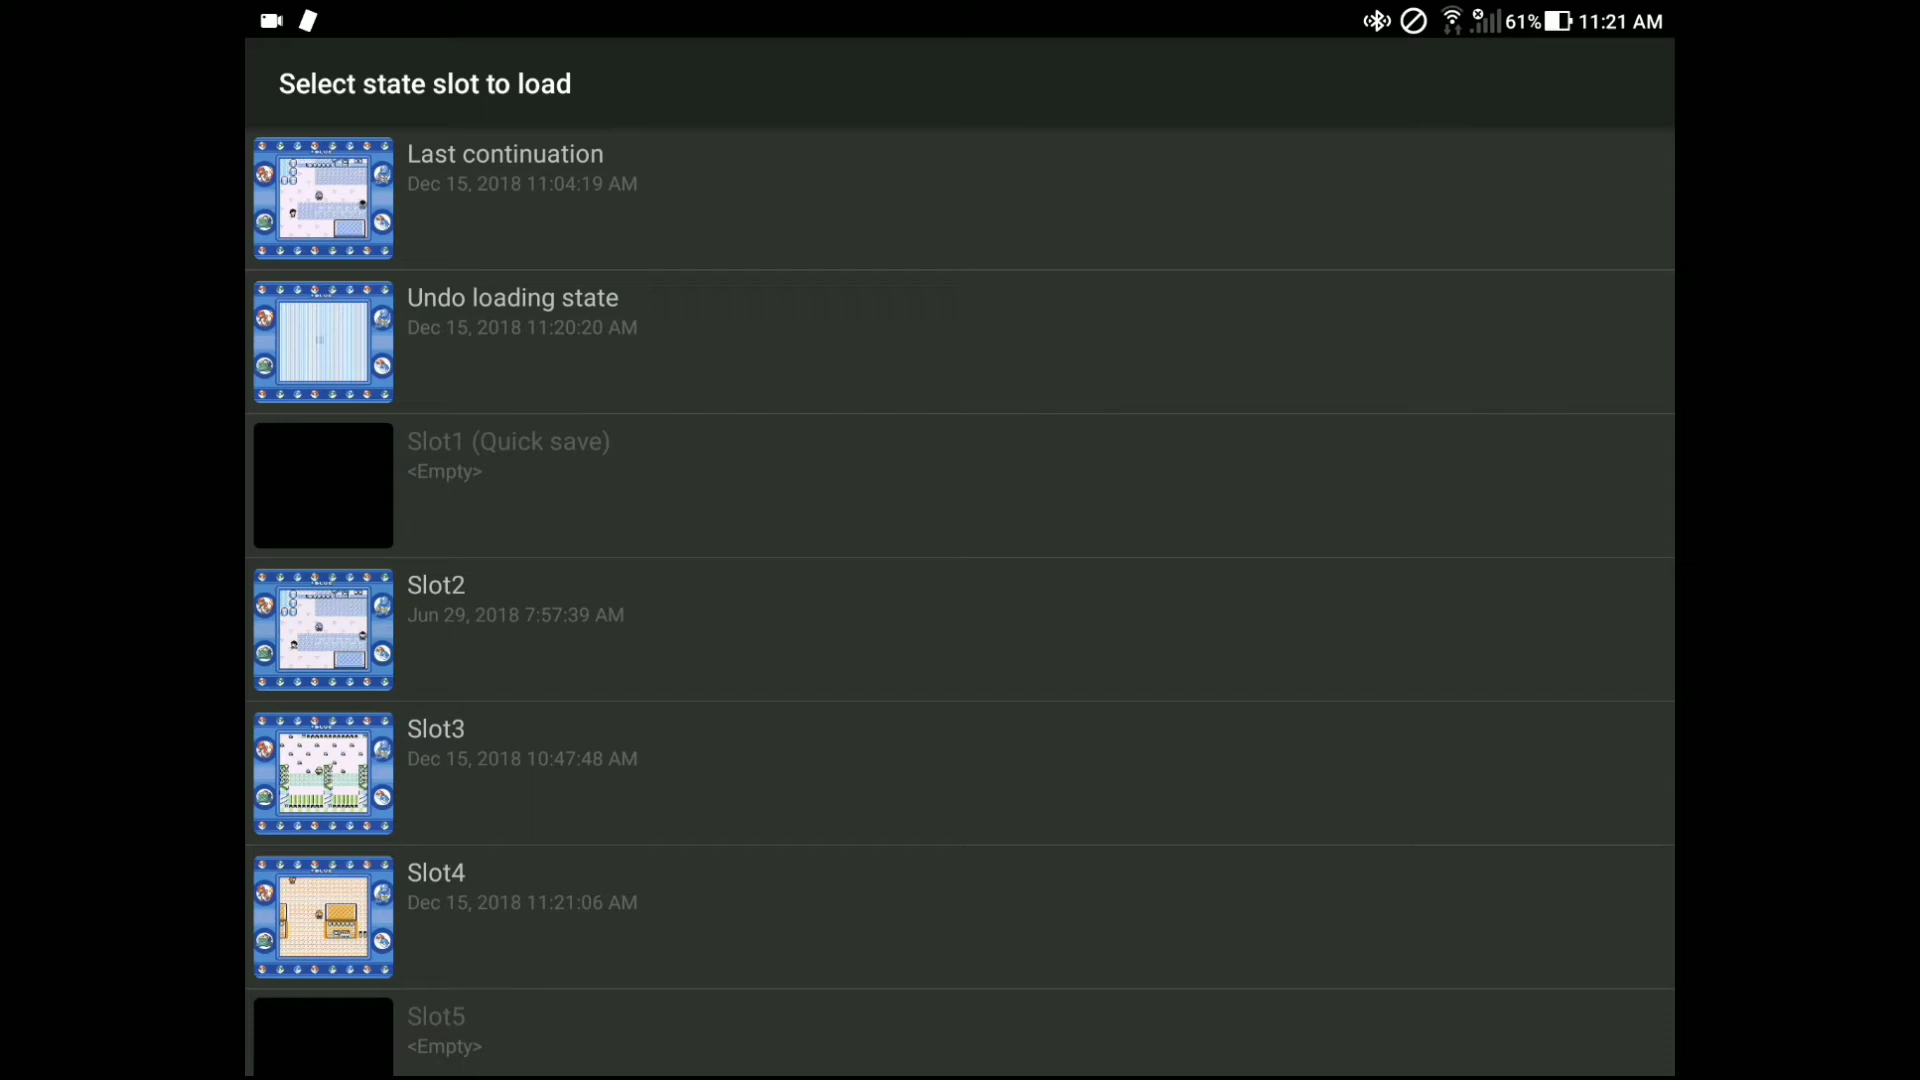 61% 11:21 AM
Select state slot to load
Last continuation
Dec 15, 2018 11:04:19 AM
Undo loading state
Dec 15, 2018 11:20:20 AM
Slot1 (Quick save)
<Empty>
Slot2
Jun 29, 2018 7:57:39 AM
Slot3
Dec 15, 2018 10:47:48 AM
Slot4
Dec 15, 2018 11:21:06 AM
Slot5
<Empty>